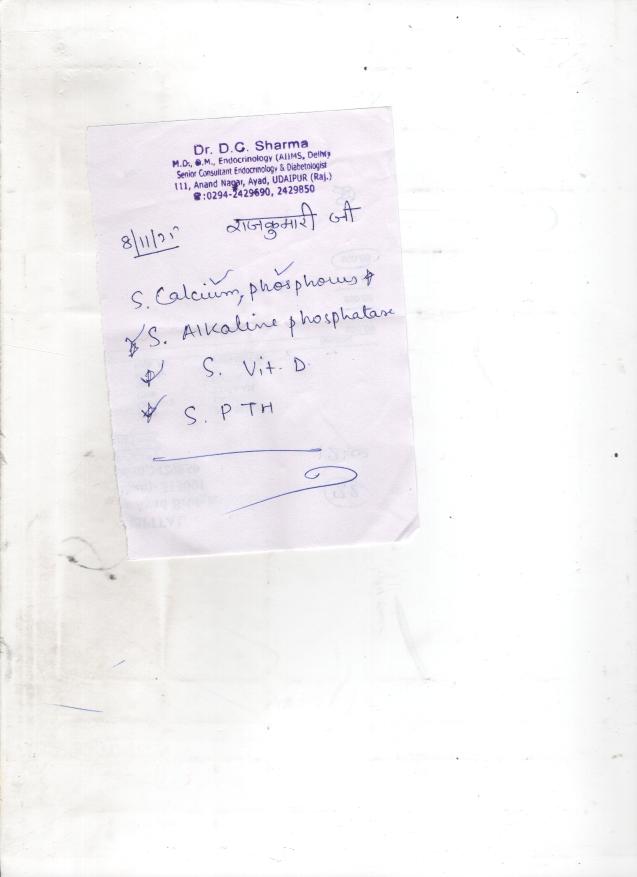 Dr. D.C. Sharma
M.D., D.M., Endocrinology (AIIMS, Delhi)
Senior Consultant Endocrinology & Diabetologist
111, Anand Nagar, Ayad, UDAIPUR (Raj.)
☎:0294-2429690, 2429850
राजकुमारी जी
8/11/
S. Calcium, phosphorus
S. Alkaline phosphatase
S. Vit. D.
S. PTH